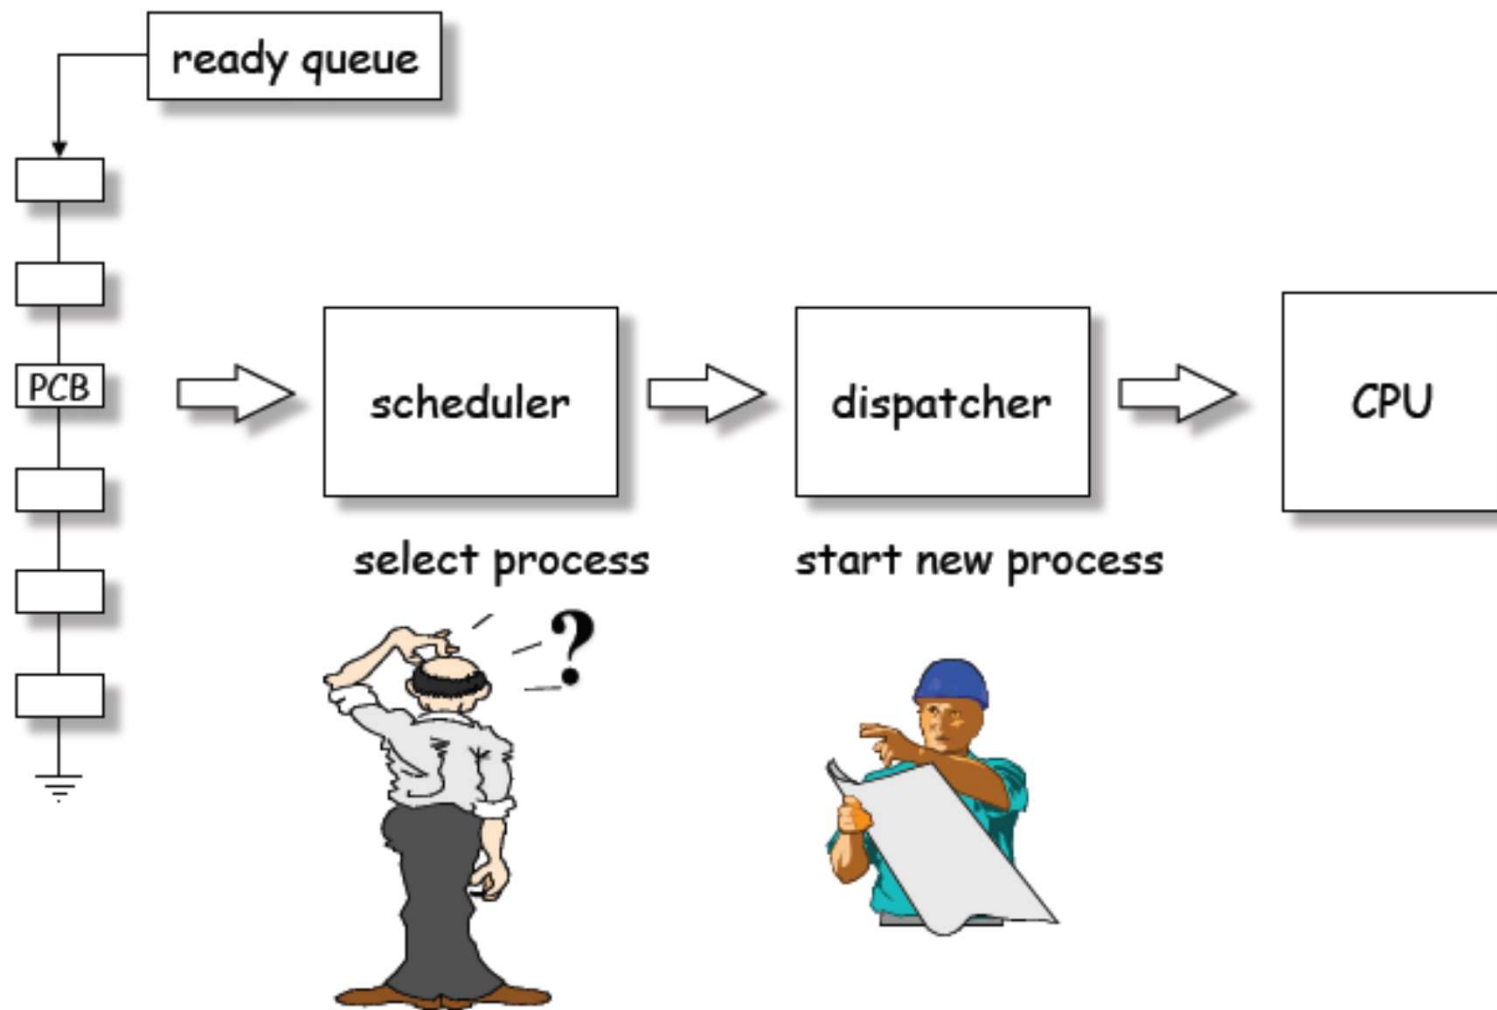 ready queue
PCB
scheduler
dispatcher
CPU
select process
start new process
?